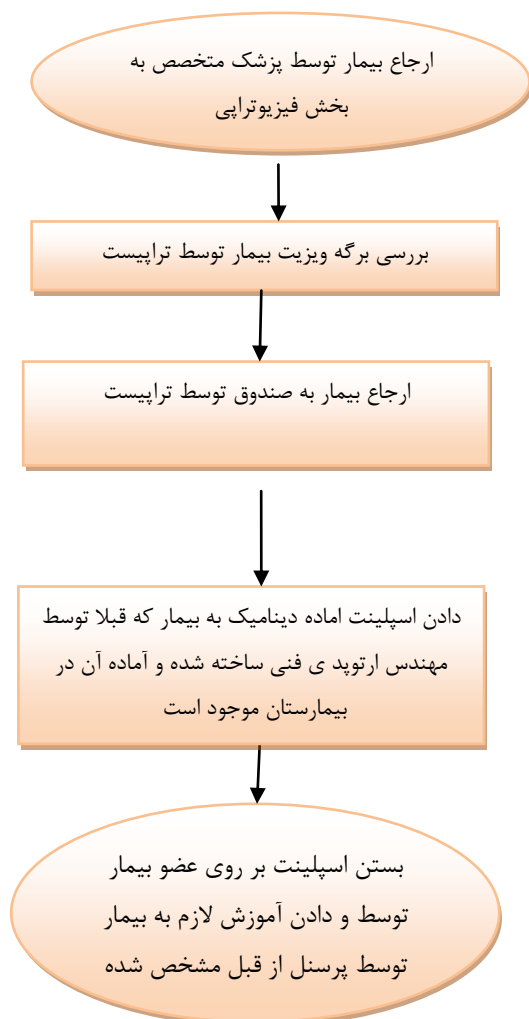 ارجاع بیمار توسط پزشک متخصص به
بخش فیزیوتراپی
بررسی برگه ویزیت بیمار توسط تراپیست
ارجاع بیمار به صندوق توسط تراپیست
دادن اسپلینت اماده دینامیک به بیمار که قبلا توسط
مهندس ارتوپد ی فنی ساخته شده و آماده آن در
بیمارستان موجود است
بستن اسپلینت بر روی عضو بیمار
توسط و دادن آموزش لازم به بیمار
توسط پرسنل از قبل مشخص شده